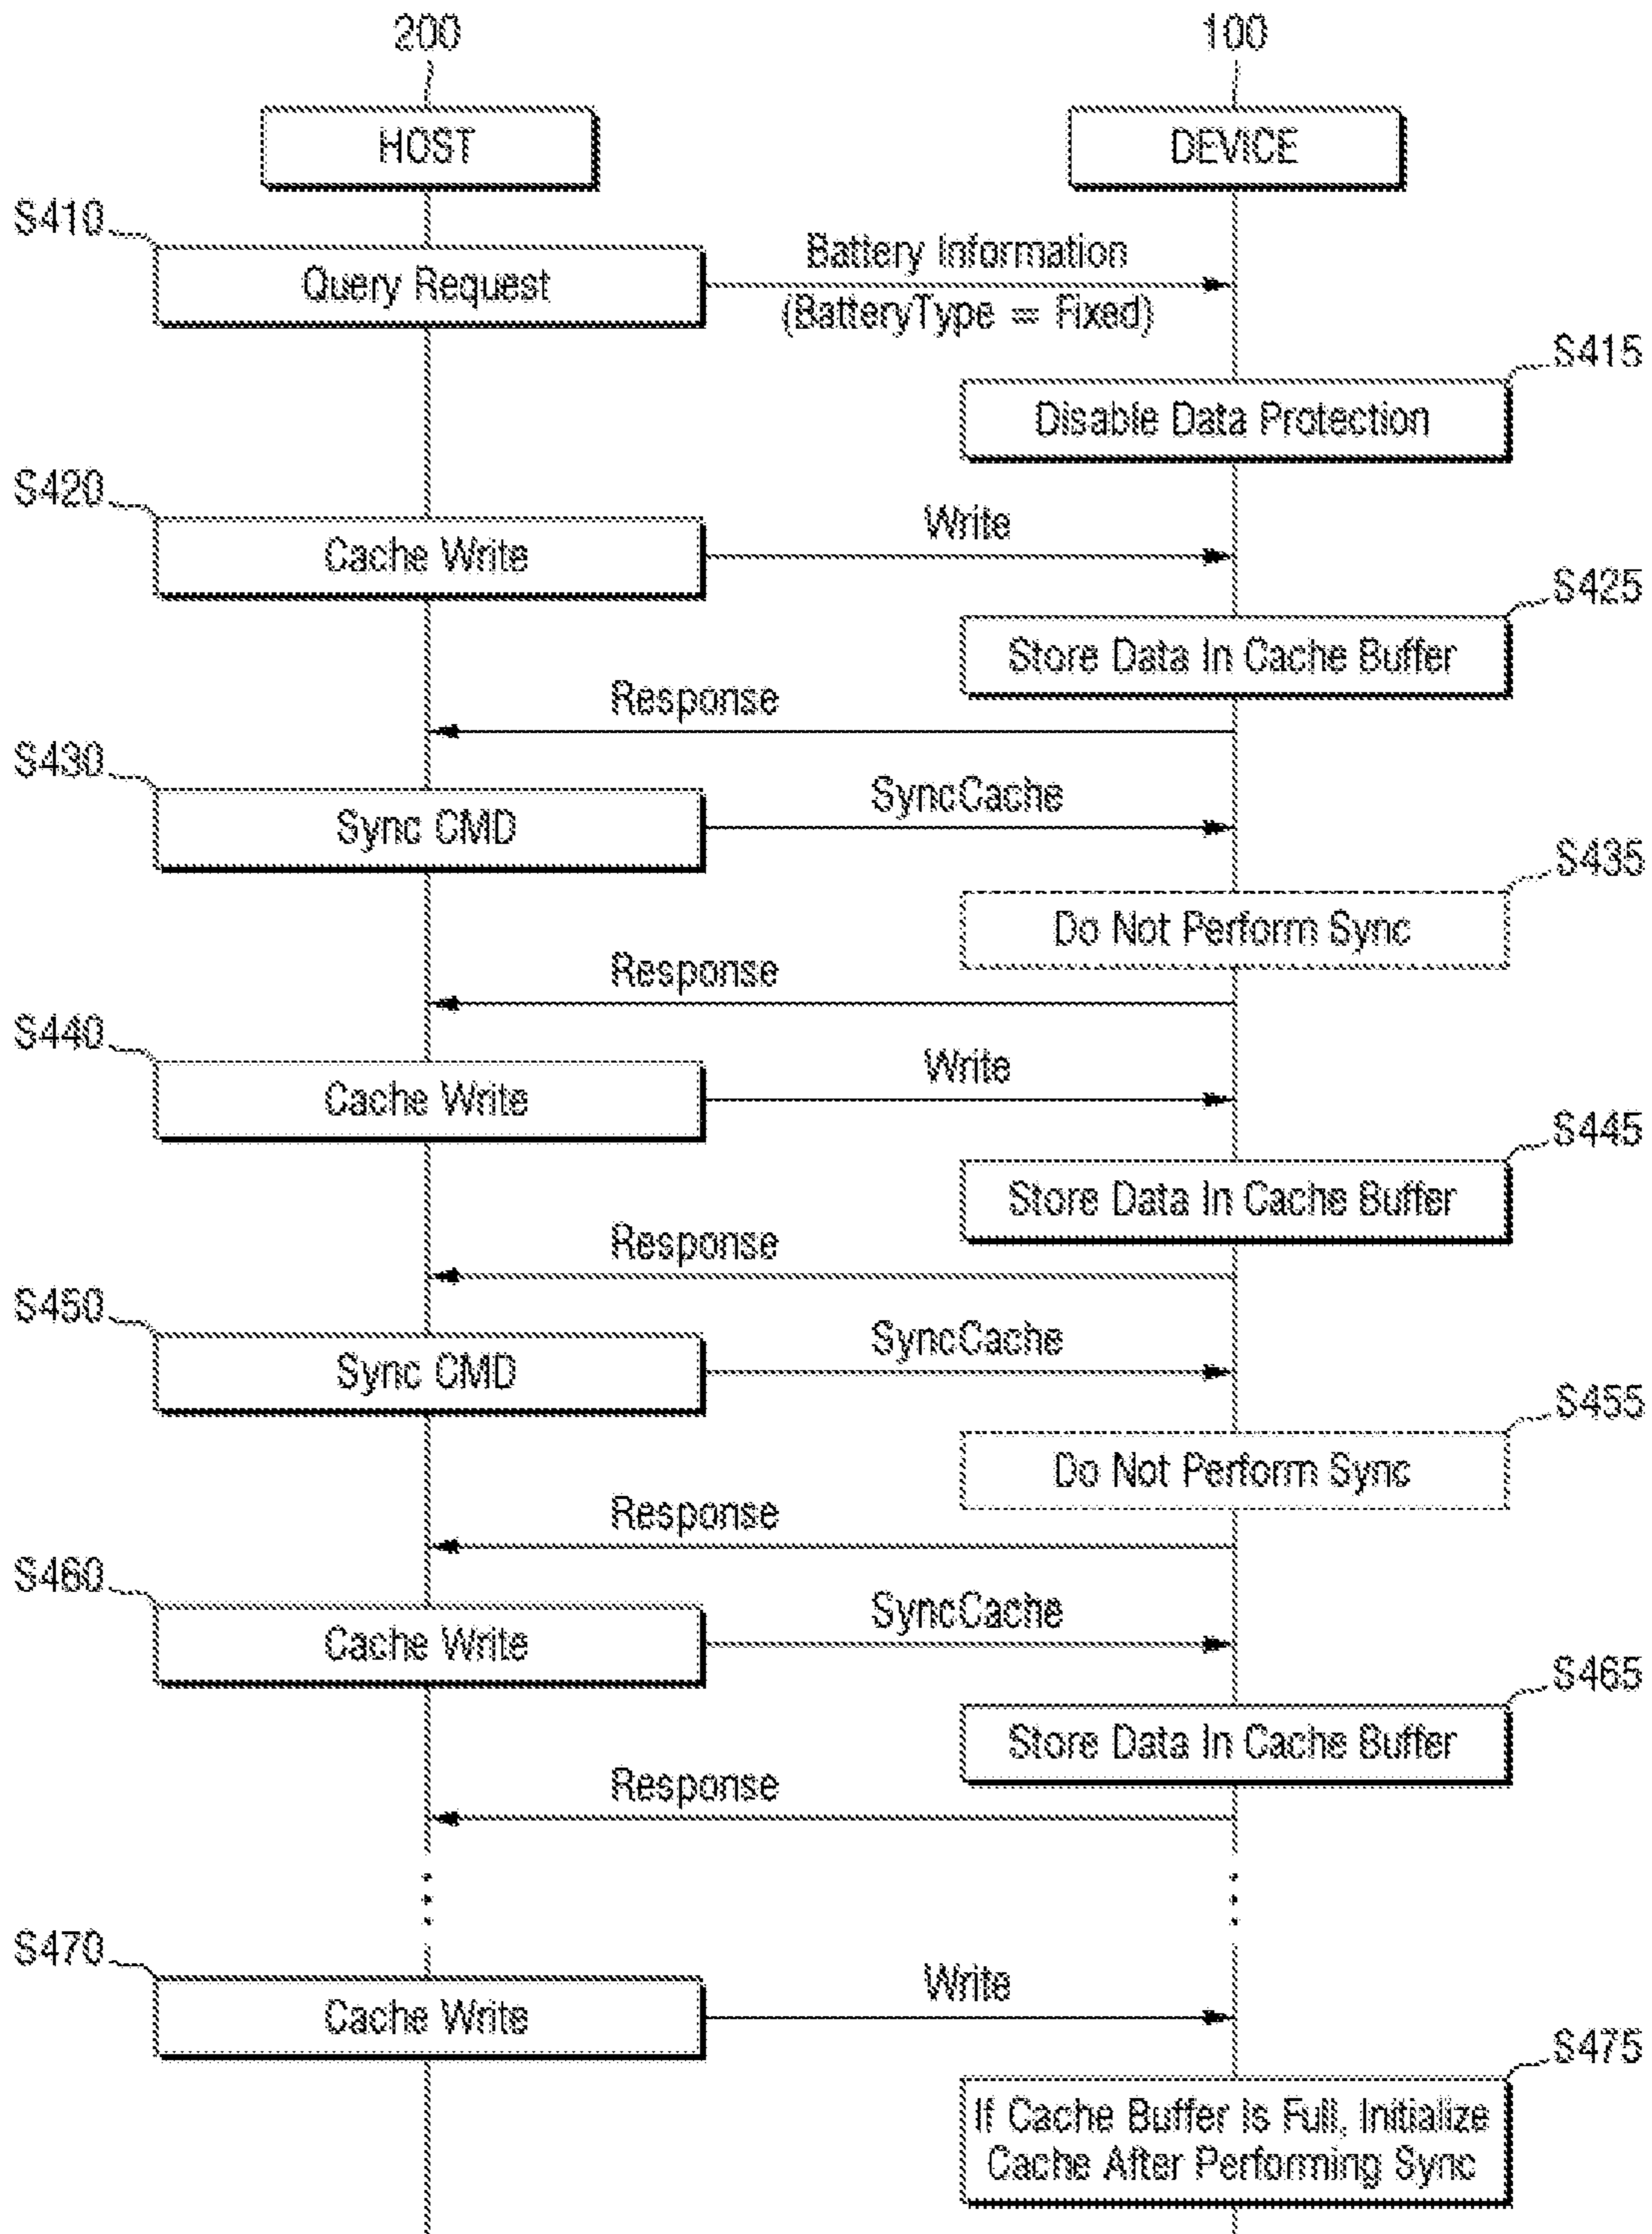 200
100
HOST
DEVICE
S410
Query Request
Battery Information
(BatteryType = Fixed)
S415
Disable Data Protection
S420
Cache Write
Write
S425
Store Data In Cache Buffer
Response
S430
Sync CMD
SyncCache
S435
Do Not Perform Sync
Response
S440
Cache Write
Write
S445
Store Data In Cache Buffer
Response
S450
Sync CMD
SyncCache
S455
Do Not Perform Sync
Response
S460
Cache Write
SyncCache
S465
Store Data In Cache Buffer
Response
S470
Cache Write
Write
S475
If Cache Buffer Is Full, Initialize
Cache After Performing Sync